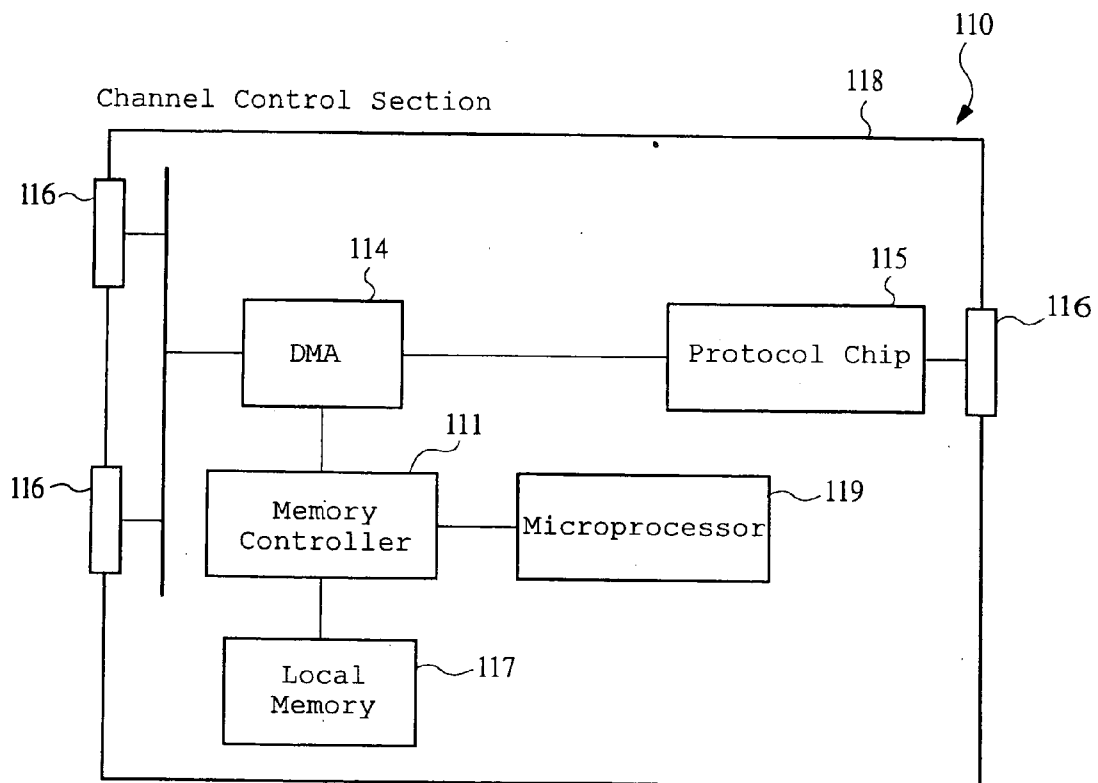 110
118
Channel Control Section
116
114
115
116
DMA
Protocol Chip
111
116
119
Memory
Controller
Microprocessor
117
Local
Memory